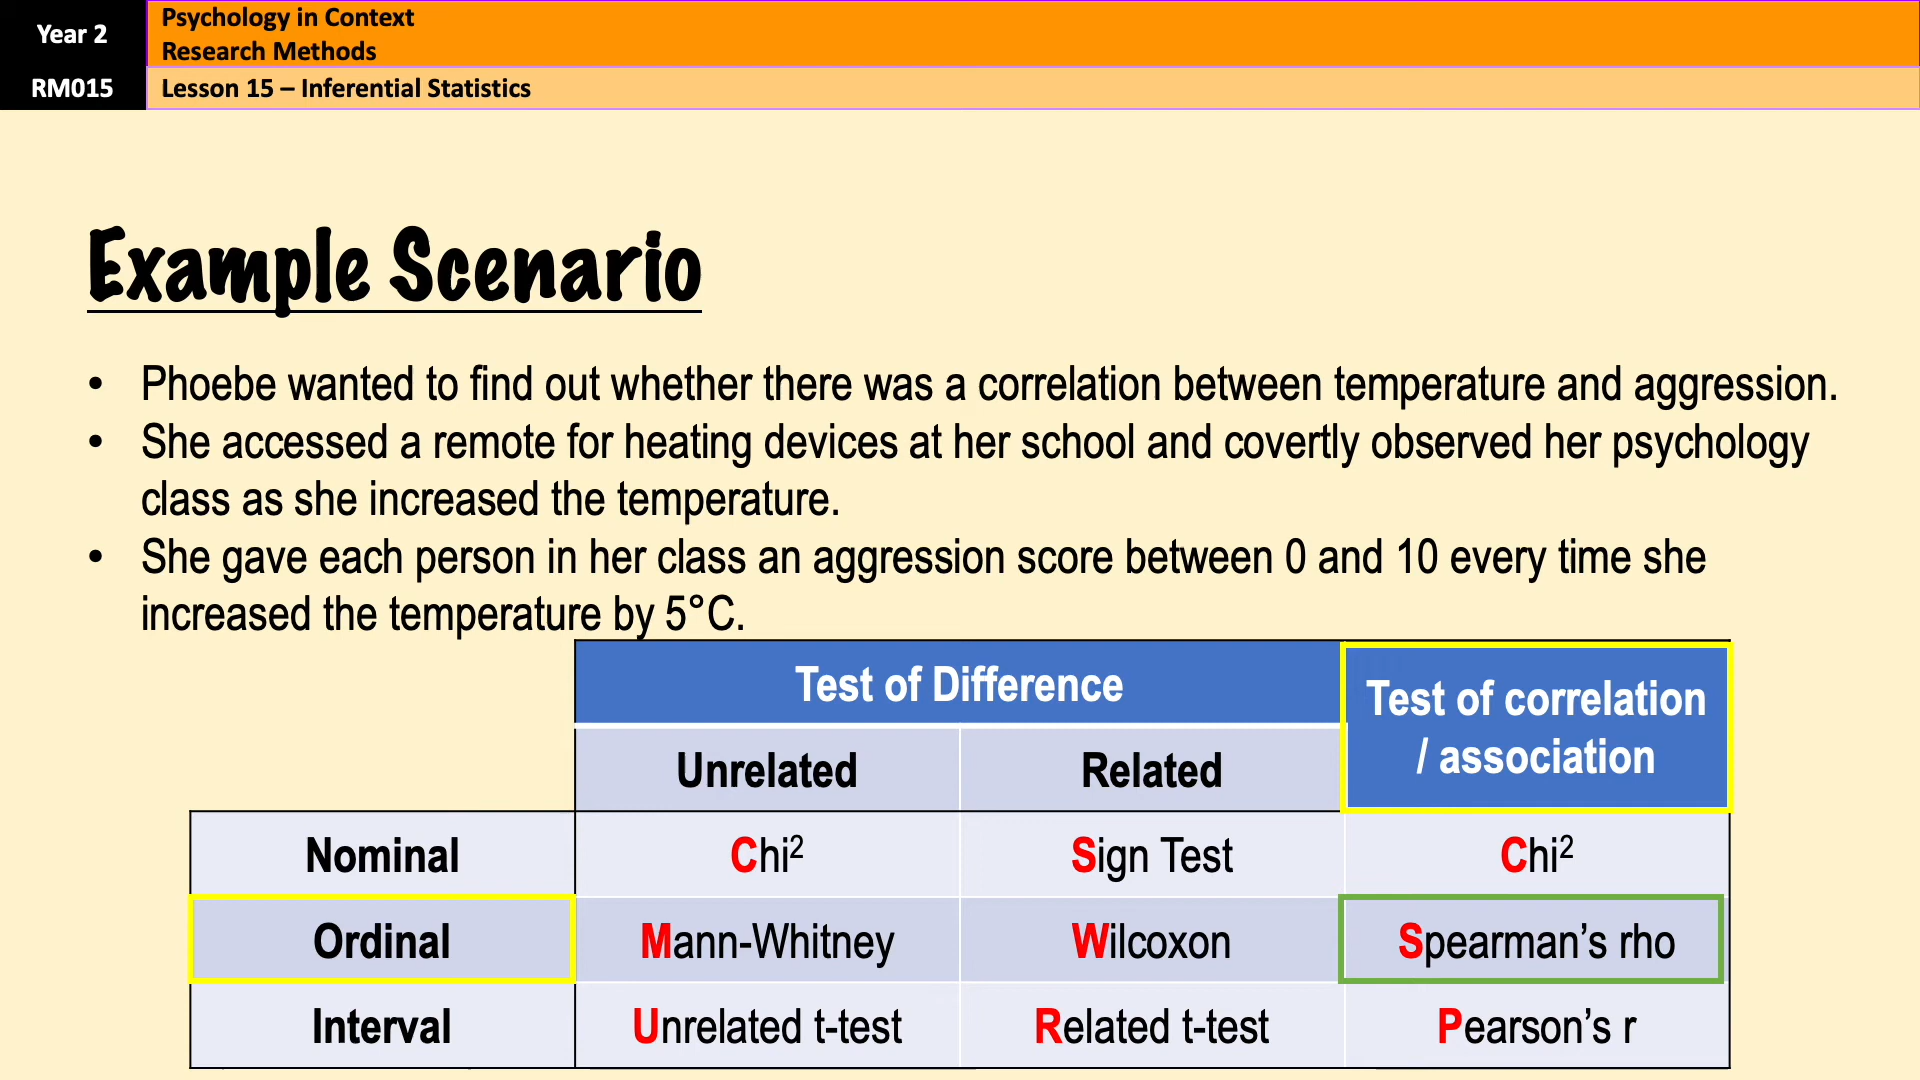 Year 2
Psychology in Context
Research Methods
RM015
Lesson 15 – Inferential Statistics
Example Scenario
• Phoebe wanted to find out whether there was a correlation between temperature and aggression.
• She accessed a remote for heating devices at her school and covertly observed her psychology
class as she increased the temperature.
• She gave each person in her class an aggression score between 0 and 10 every time she
increased the temperature by 5°C.
Test of Difference
Test of correlation
/ association
Unrelated Related
Nominal Chi² Sign Test Chi²
Ordinal Mann-Whitney Wilcoxon Spearman’s rho
Interval Unrelated t-test Related t-test Pearson’s r